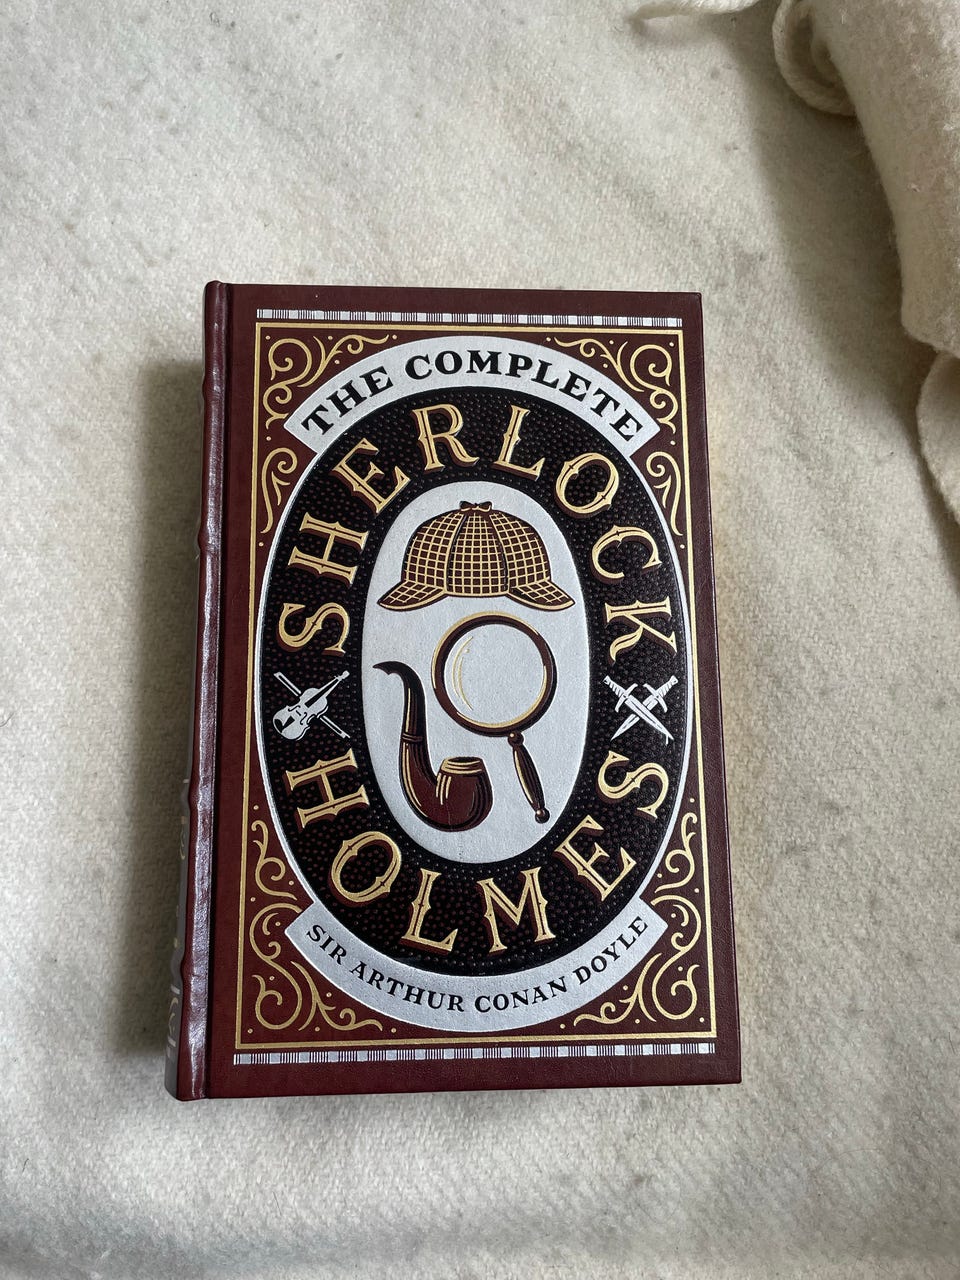 THE COMPLETE
SHERLOCK
HOLMES
SIR ARTHUR CONAN DOYLE